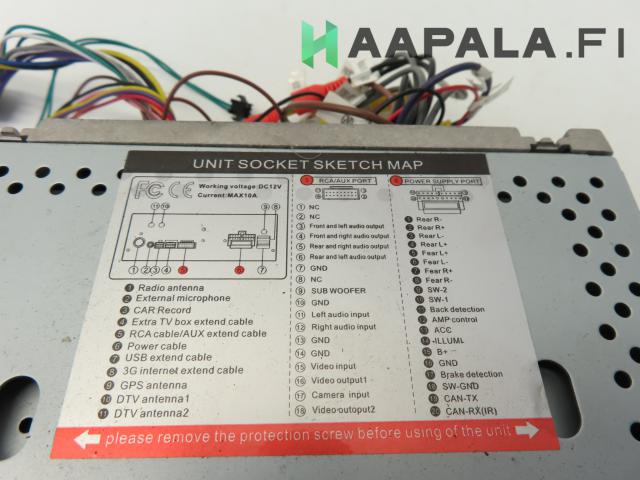 HAAPALA.FI
UNIT SOCKET SKETCH MAP
FC CE
Working voltage:DC12V
Current:MAX10A
1 Radio antenna
2 External microphone
3 CAR Record
4 Extra TV box extend cable
5 RCA cable/AUX extend cable
6 Power cable
7 USB extend cable
8 3G internet extend cable
9 GPS antenna
10 DTV antenna1
11 DTV antenna2
5 RCA/AUX PORT
1 NC
2 NC
3 Front and left audio output
4 Front and right audio output
5 Rear and right audio output
6 Rear and left audio output
7 GND
8 NC
9 SUB WOOFER
10 GND
11 Left audio input
12 Right audio input
13 GND
14 GND
15 Video input
16 Video output1
17 Camera input
18 Video outoput2
6 POWER SUPPLY PORT
1 Rear R-
2 Rear R+
3 Rear L-
4 Rear L+
5 Fear L+
6 Fear L-
7 Fear R+
8 Fear R-
9 SW-2
10 SW-1
11 Back detection
12 AMP control
13 ACC
14 ILLUMI
15 B+
16 GND
17 Brake detection
18 SW-GND
19 CAN-TX
20 CAN-RX(IR)
please remove the protection screw before using of the unit